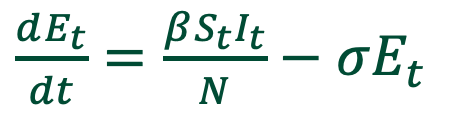 dE_t/dt = βS_tI_t/N − σE_t